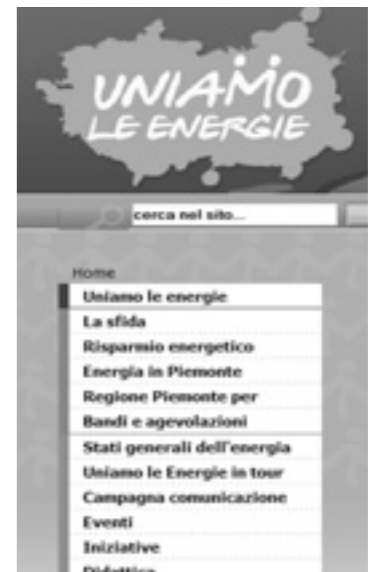 UNIAMO
LE ENERGIE
cerca nel sito...
Home
Uniamo le energie
La sfida
Risparmio energetico
Energia in Piemonte
Regione Piemonte per
Bandi e agevolazioni
Stati generali dell'energia
Uniamo le Energie in tour
Campagna comunicazione
Eventi
Iniziative
Didattica